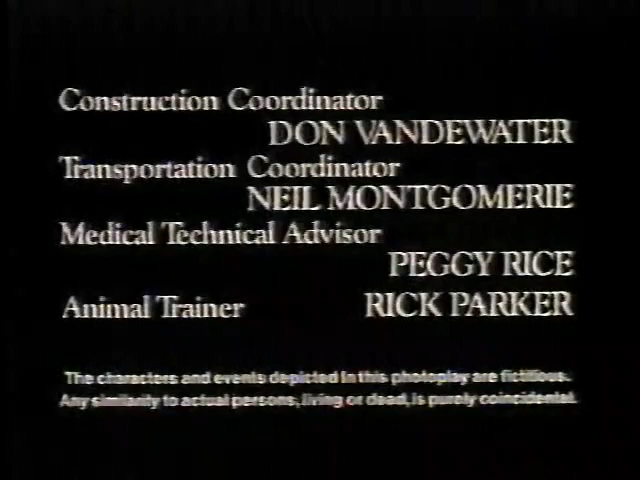 Construction Coordinator
DON VANDEWATER
Transportation Coordinator
NEIL MONTGOMERIE
Medical Technical Advisor
PEGGY RICE
Animal Trainer RICK PARKER
The characters and events depicted in this photoplay are fictitious.
Any similarity to actual persons, living or dead, is purely coincidental.